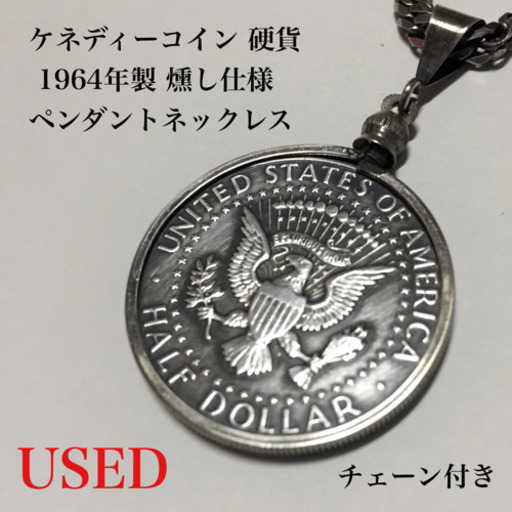 ケネディーコイン 硬貨
1964年製 燻し仕様
ペンダントネックレス
UNITED STATES OF AMERICA
E PLURIBUS UNUM
HALF DOLLAR
USED
チェーン付き